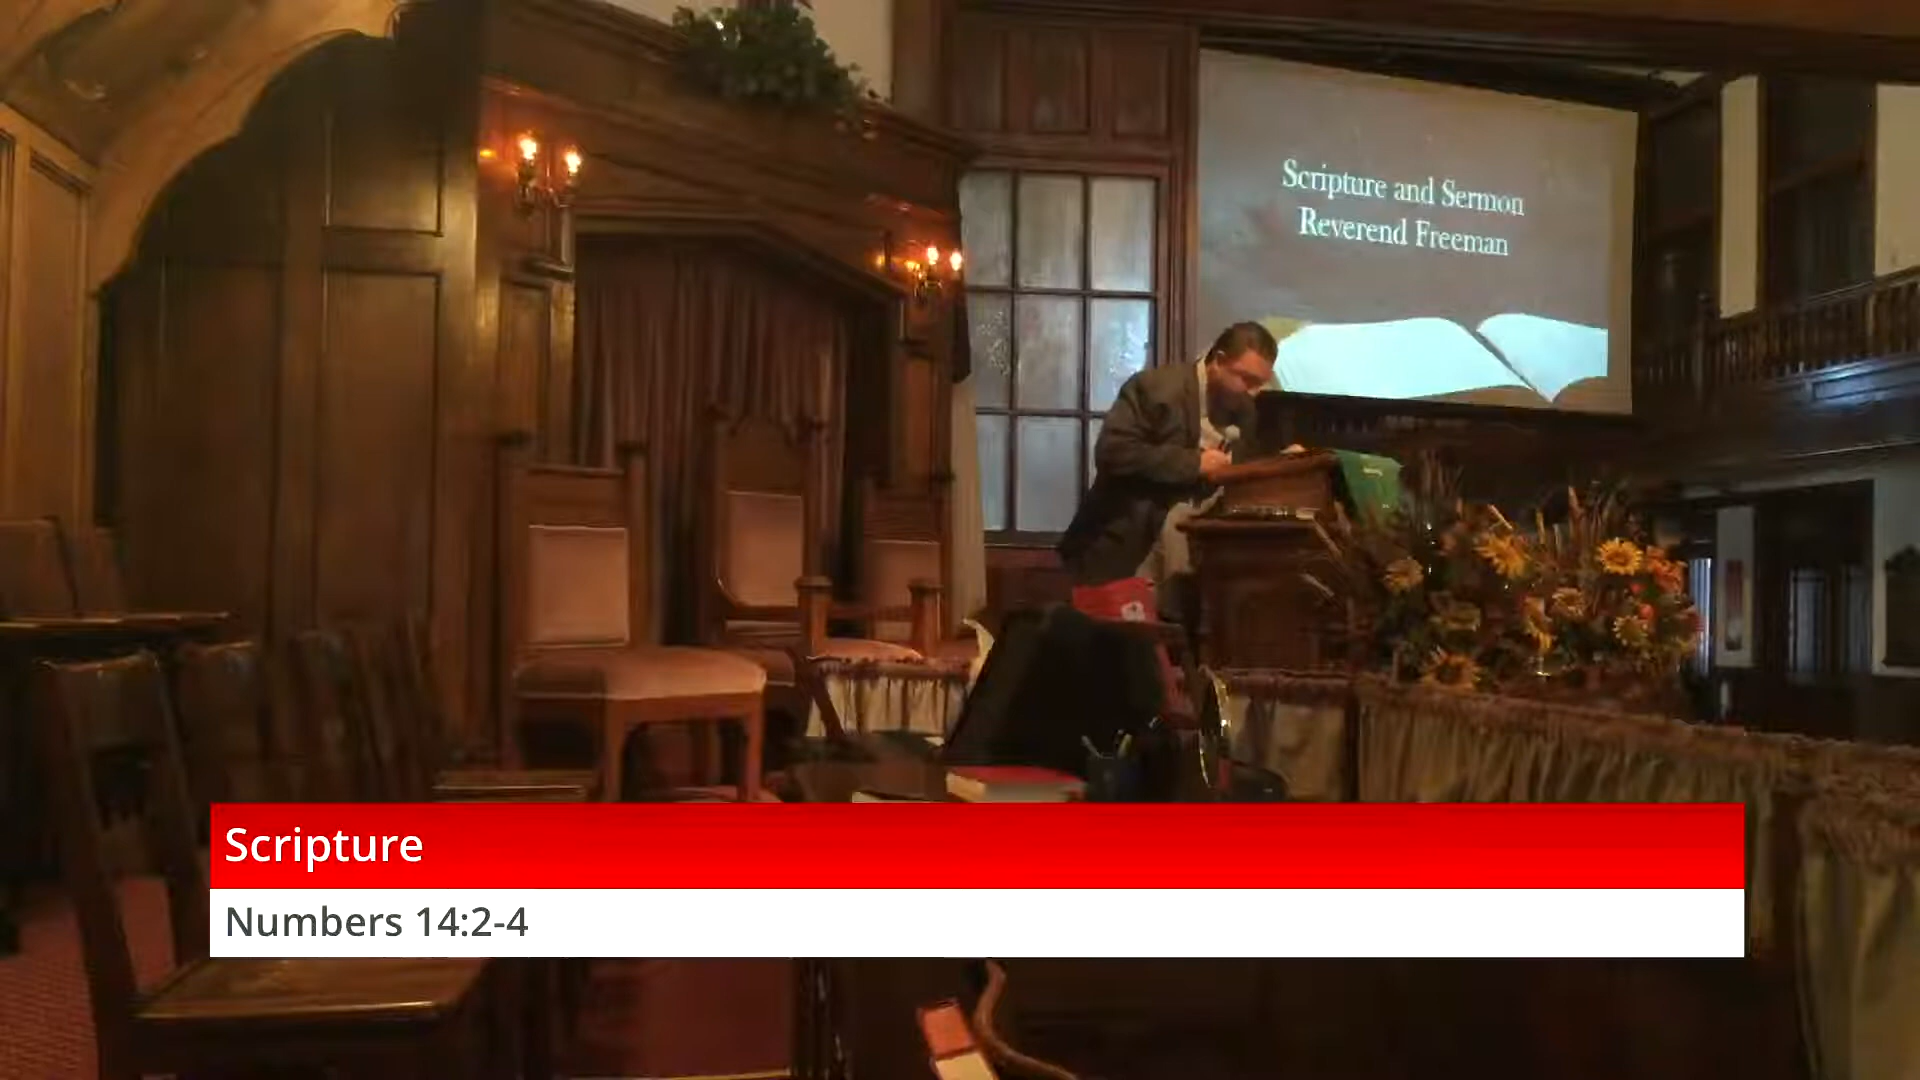 Scripture and Sermon
Reverend Freeman
Scripture
Numbers 14:2-4